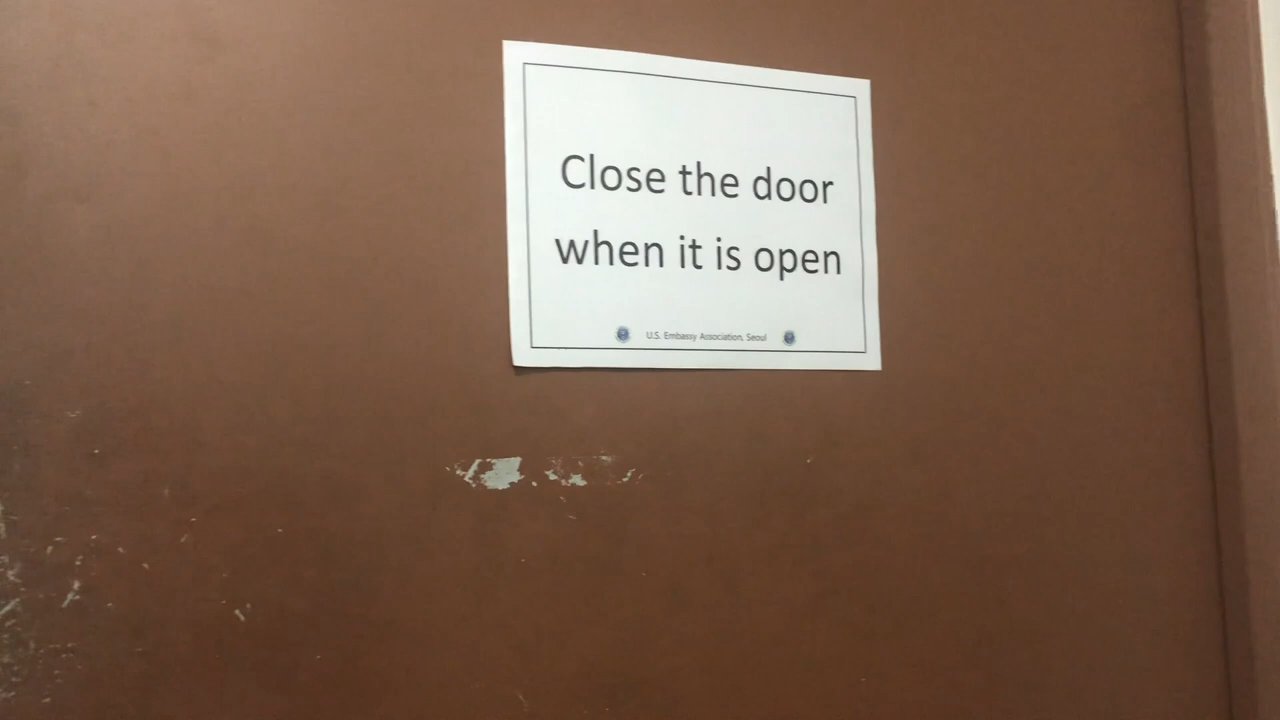 Close the door
when it is open
U.S. Embassy Association, Seoul